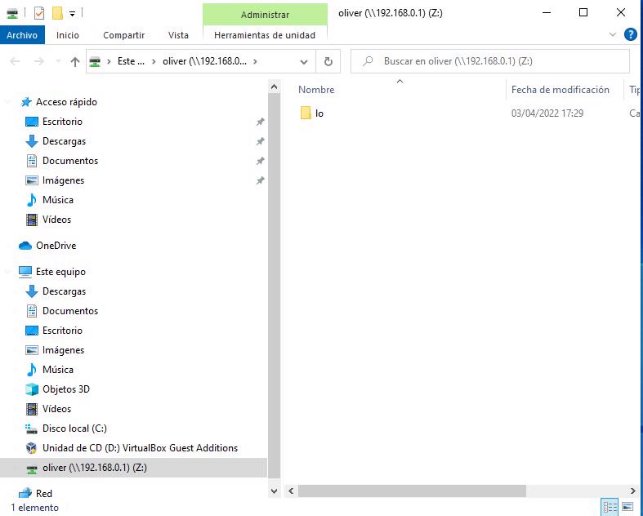 Administrar
oliver (\\192.168.0.1) (Z:)
Archivo Inicio Compartir Vista Herramientas de unidad
Este ... oliver (\\192.168.0... Buscar en oliver (\\192.168.0.1) (Z:)
Nombre Fecha de modificación Tip
lo 03/04/2022 17:29 Ca
Acceso rápido
Escritorio
Descargas
Documentos
Imágenes
Música
Vídeos
OneDrive
Este equipo
Descargas
Documentos
Escritorio
Imágenes
Música
Objetos 3D
Vídeos
Disco local (C:)
Unidad de CD (D:) VirtualBox Guest Additions
oliver (\\192.168.0.1) (Z:)
Red
1 elemento